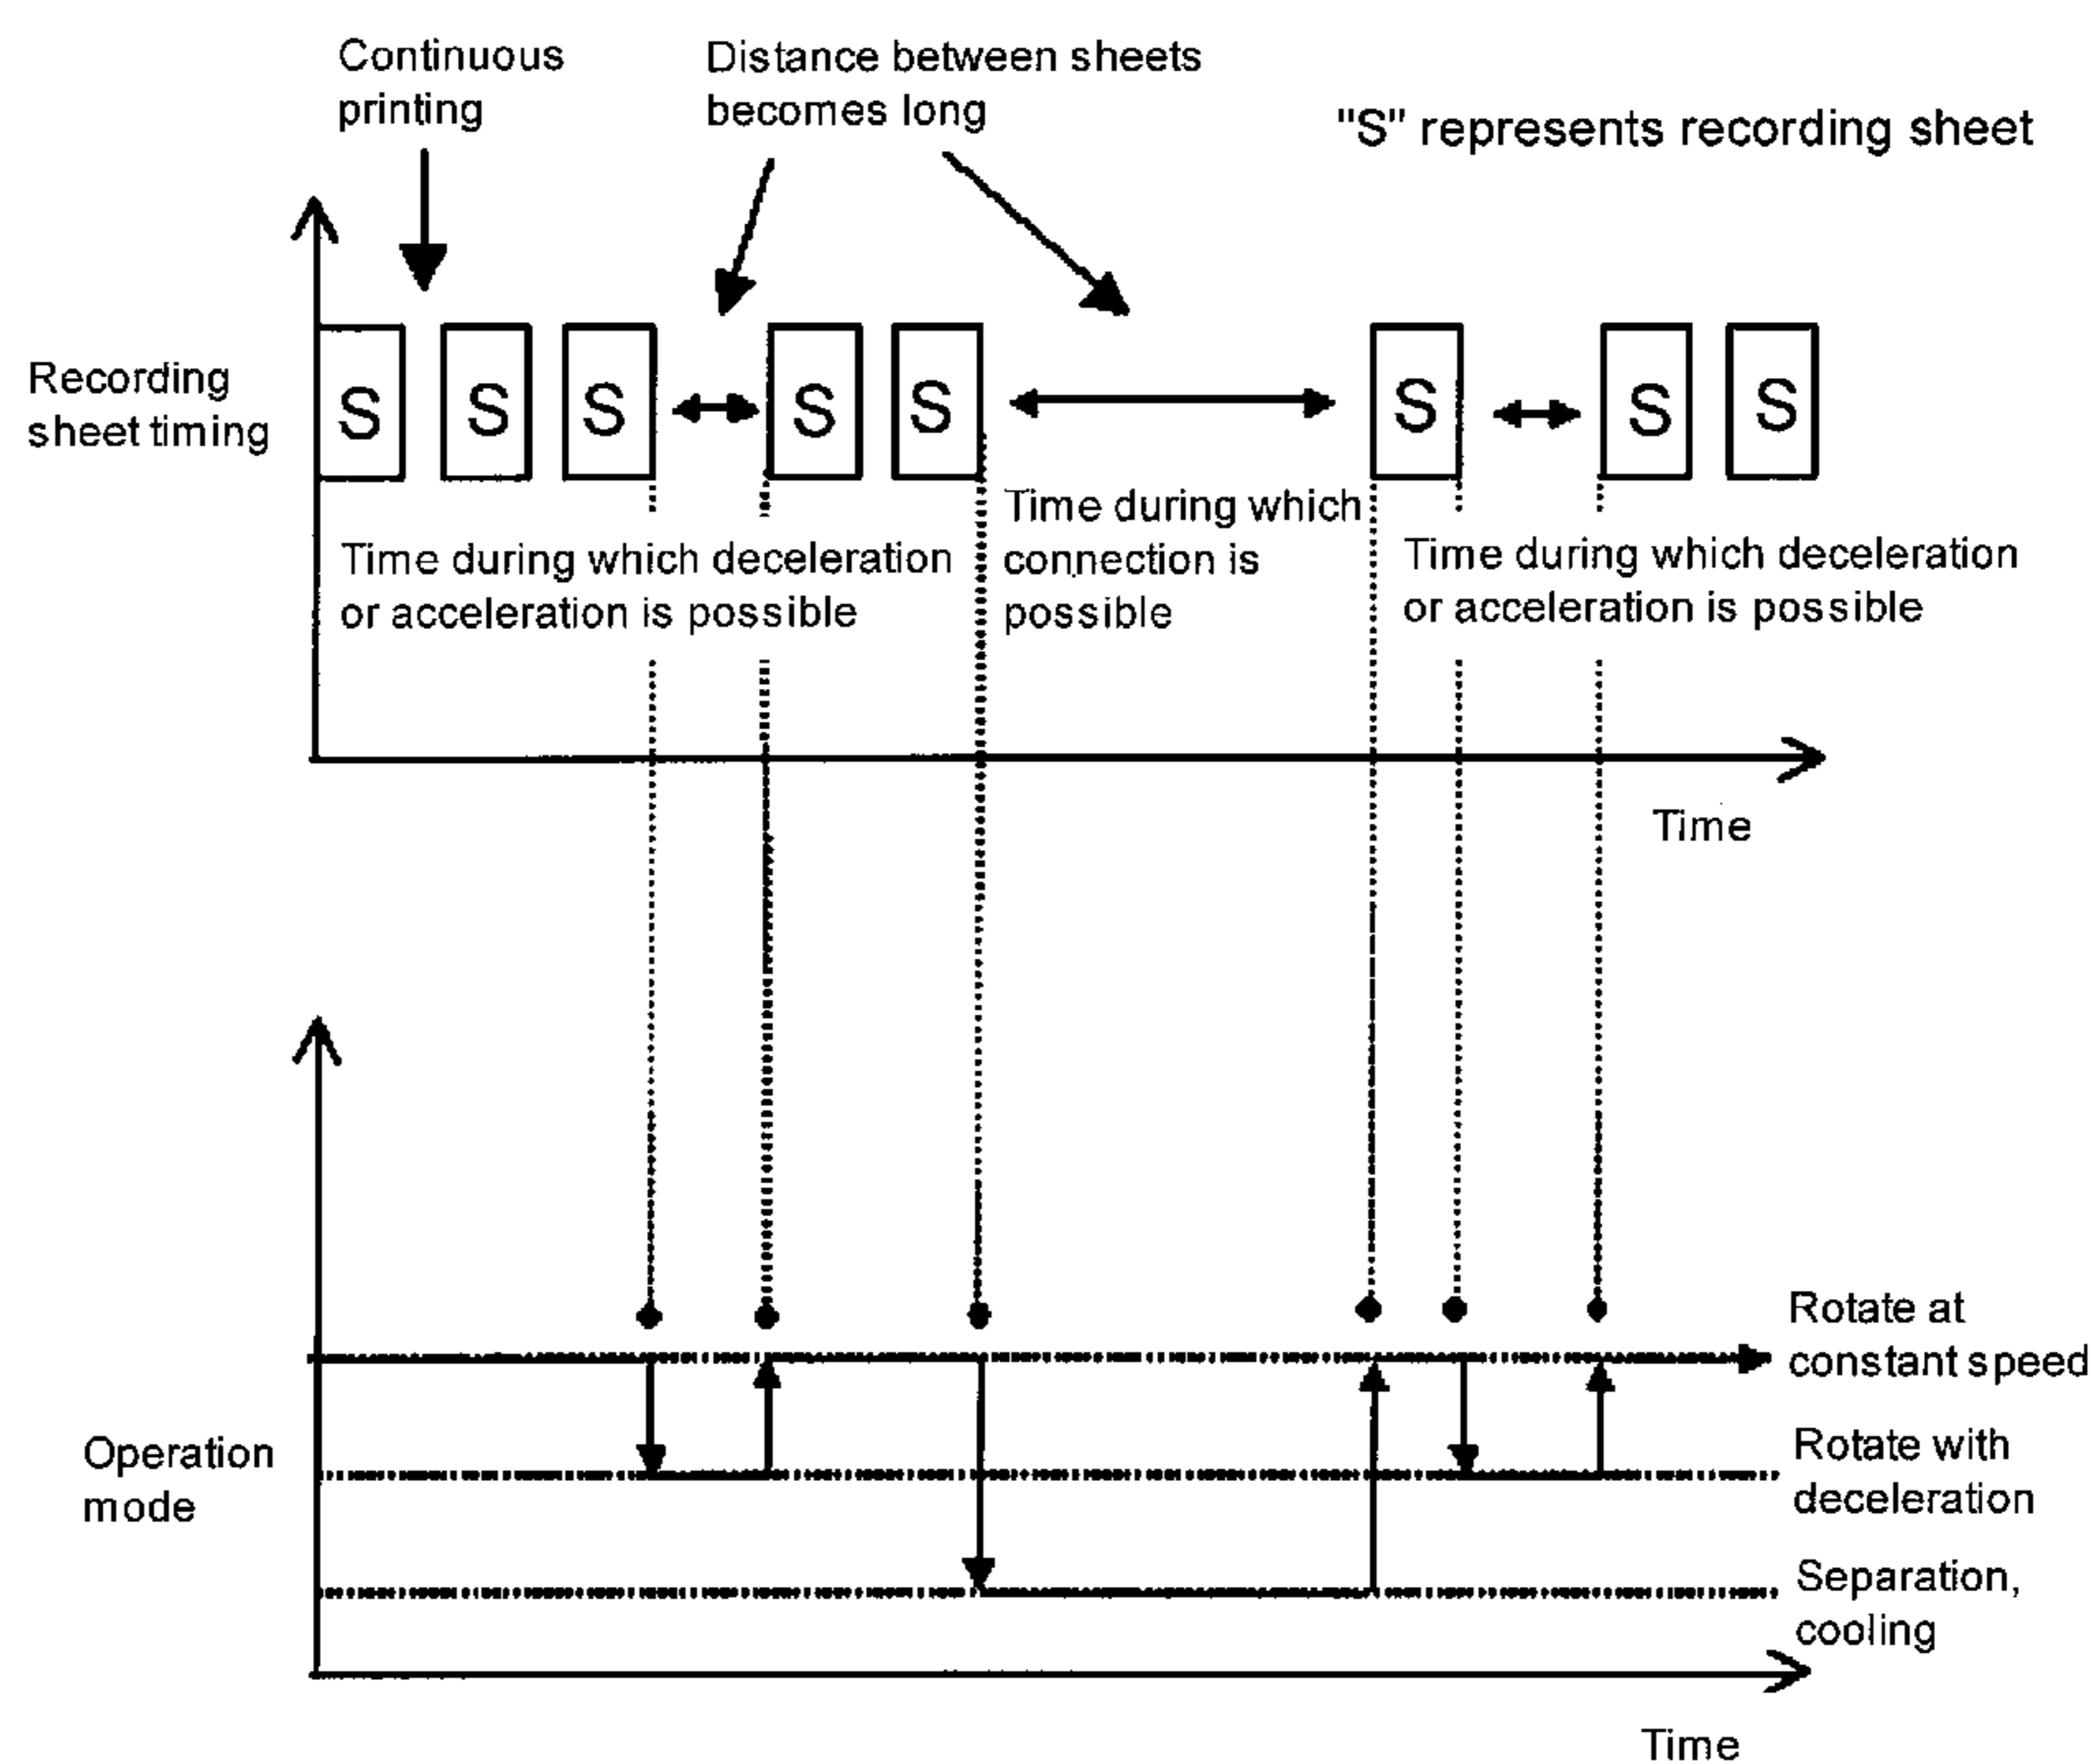 Continuous
printing
Distance between sheets
becomes long
"S" represents recording sheet
Recording
sheet timing
S S S S S S S S
Time during which deceleration
or acceleration is possible
Time during which
connection is
possible
Time during which deceleration
or acceleration is possible
Time
Operation
mode
Rotate at
constant speed
Rotate with
deceleration
Separation,
cooling
Time